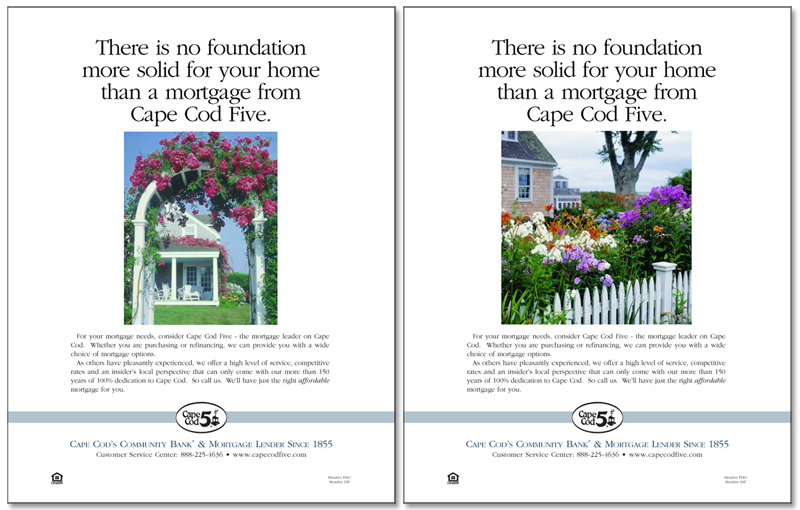 There is no foundation
more solid for your home
than a mortgage from
Cape Cod Five.
For your mortgage needs, consider Cape Cod Five - the mortgage leader on Cape
Cod. Whether you are purchasing or refinancing, we can provide you with a wide
choice of mortgage options.
As others have pleasantly experienced, we offer a high level of service, competitive
rates and an insider's local perspective that can only come with our more than 150
years of 100% dedication to Cape Cod. So call us. We'll have just the right affordable
mortgage for you.
Cape
Cod 5
CAPE COD'S COMMUNITY BANK® & MORTGAGE LENDER SINCE 1855
Customer Service Center: 888-225-4636 • www.capecodfive.com
Member FDIC
Member DIF
There is no foundation
more solid for your home
than a mortgage from
Cape Cod Five.
For your mortgage needs, consider Cape Cod Five - the mortgage leader on Cape
Cod. Whether you are purchasing or refinancing, we can provide you with a wide
choice of mortgage options.
As others have pleasantly experienced, we offer a high level of service, competitive
rates and an insider's local perspective that can only come with our more than 150
years of 100% dedication to Cape Cod. So call us. We'll have just the right affordable
mortgage for you.
Cape
Cod 5
CAPE COD'S COMMUNITY BANK® & MORTGAGE LENDER SINCE 1855
Customer Service Center: 888-225-4636 • www.capecodfive.com
Member FDIC
Member DIF